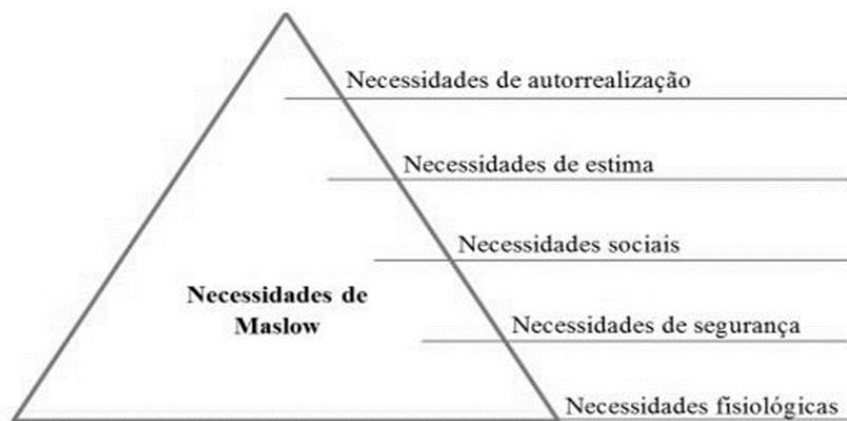 Necessidades de autorrealização
Necessidades de estima
Necessidades sociais
Necessidades de
Maslow
Necessidades de segurança
Necessidades fisiológicas